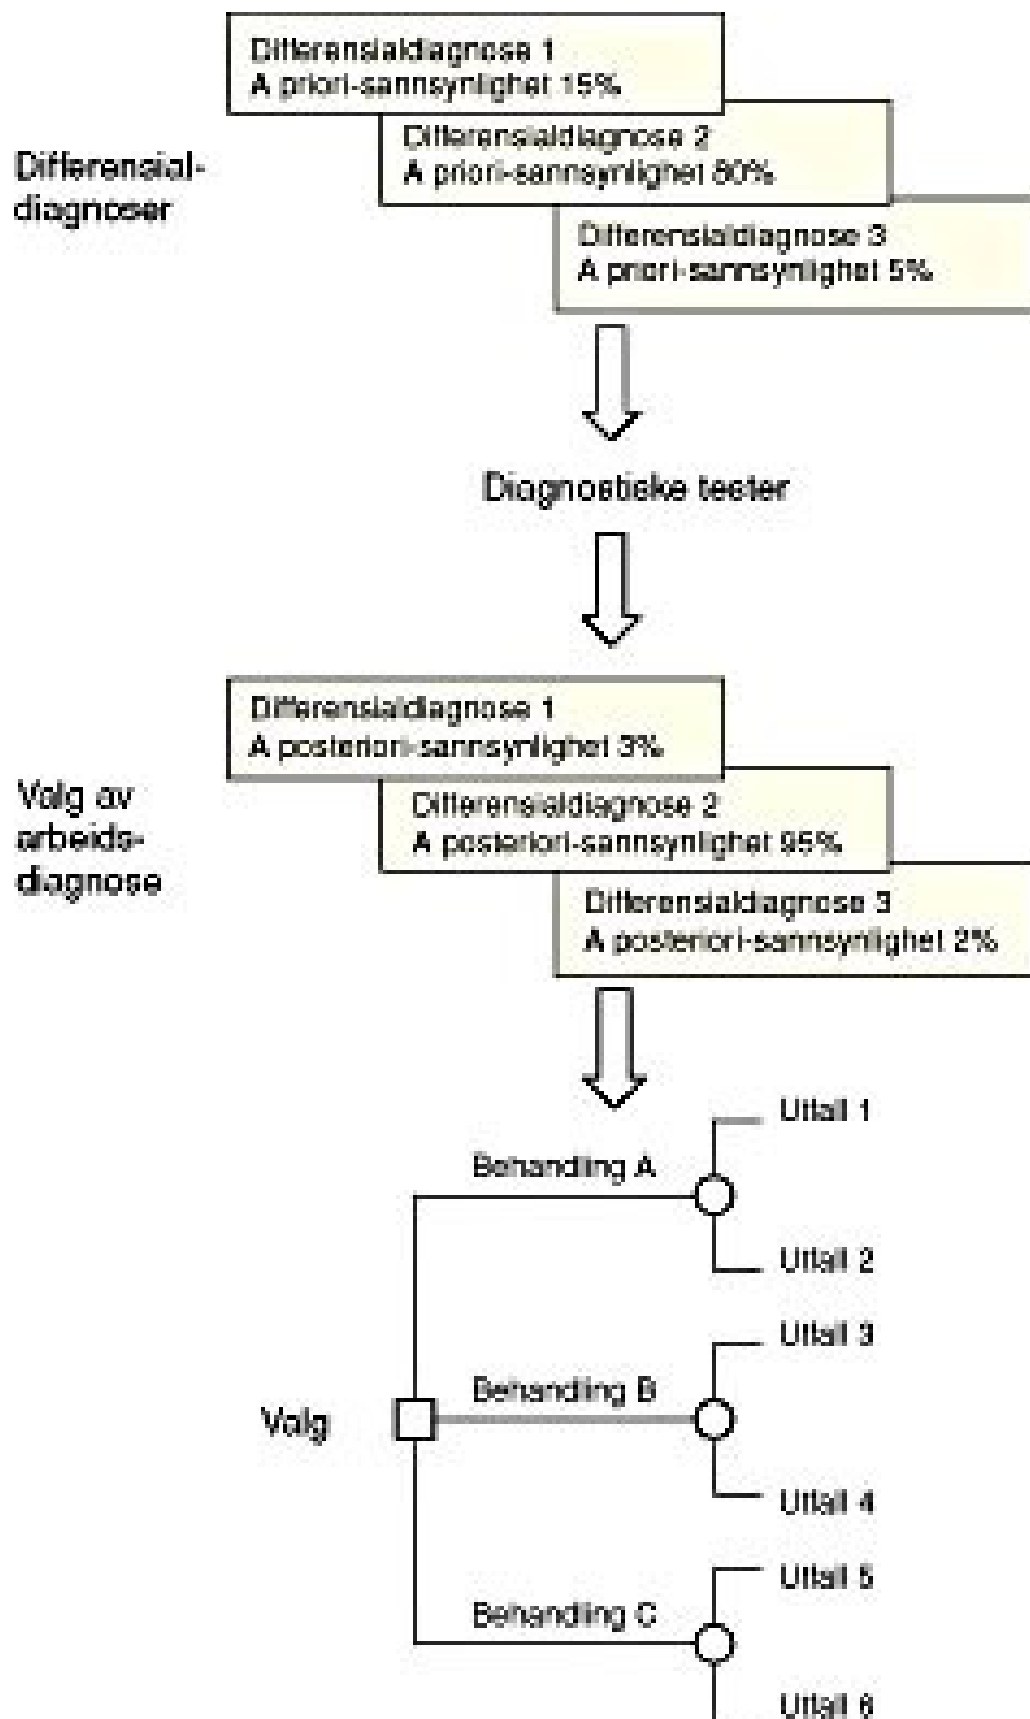 Differensialdiagnose 1
A priori-sannsynlighet 15%
Differensial-
diagnoser
Differensialdiagnose 2
A priori-sannsynlighet 80%
Differensialdiagnose 3
A priori-sannsynlighet 5%
Diagnostiske tester
Differensialdiagnose 1
A posteriori-sannsynlighet 3%
Valg av
arbeids-
diagnose
Differensialdiagnose 2
A posteriori-sannsynlighet 95%
Differensialdiagnose 3
A posteriori-sannsynlighet 2%
Utfall 1
Behandling A
Utfall 2
Utfall 3
Behandling B
Valg
Utfall 4
Utfall 5
Behandling C
Utfall 6